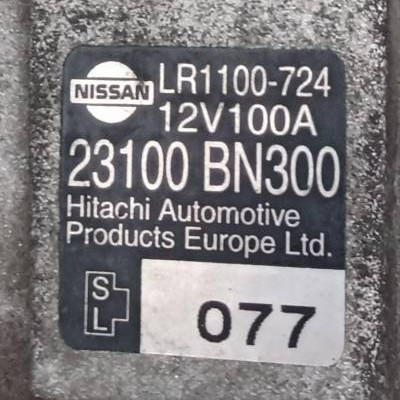 NISSAN LR1100-724
12V100A
23100 BN300
Hitachi Automotive
Products Europe Ltd.
S
L
077